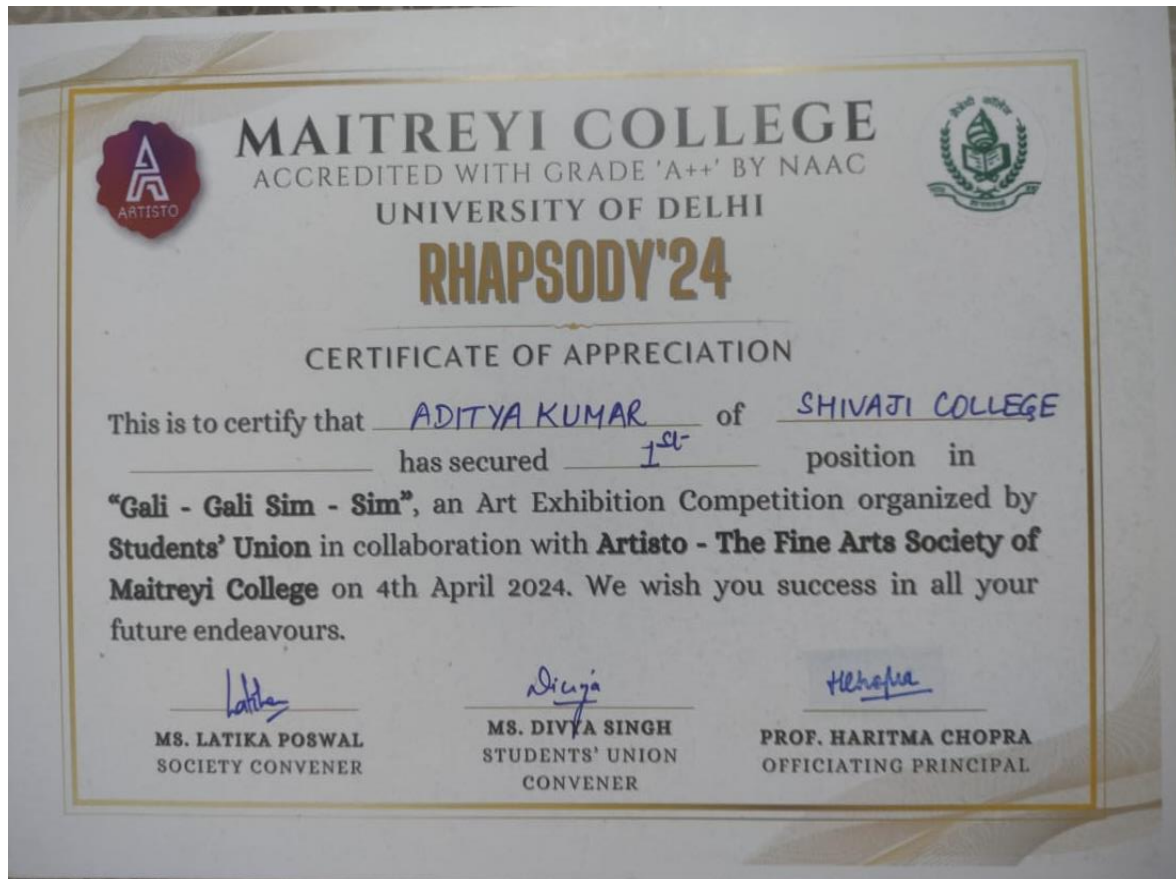 MAITREYI COLLEGE
ACCREDITED WITH GRADE 'A++' BY NAAC
UNIVERSITY OF DELHI
ARTISTO
RHAPSODY'24
CERTIFICATE OF APPRECIATION
This is to certify that ADITYA KUMAR of SHIVAJI COLLEGE
has secured 1st position in
“Gali - Gali Sim - Sim”, an Art Exhibition Competition organized by
Students’ Union in collaboration with Artisto - The Fine Arts Society of
Maitreyi College on 4th April 2024. We wish you success in all your
future endeavours.
Latika
Divya
HChopra
MS. LATIKA POSWAL
SOCIETY CONVENER
MS. DIVYA SINGH
STUDENTS’ UNION
CONVENER
PROF. HARITMA CHOPRA
OFFICIATING PRINCIPAL